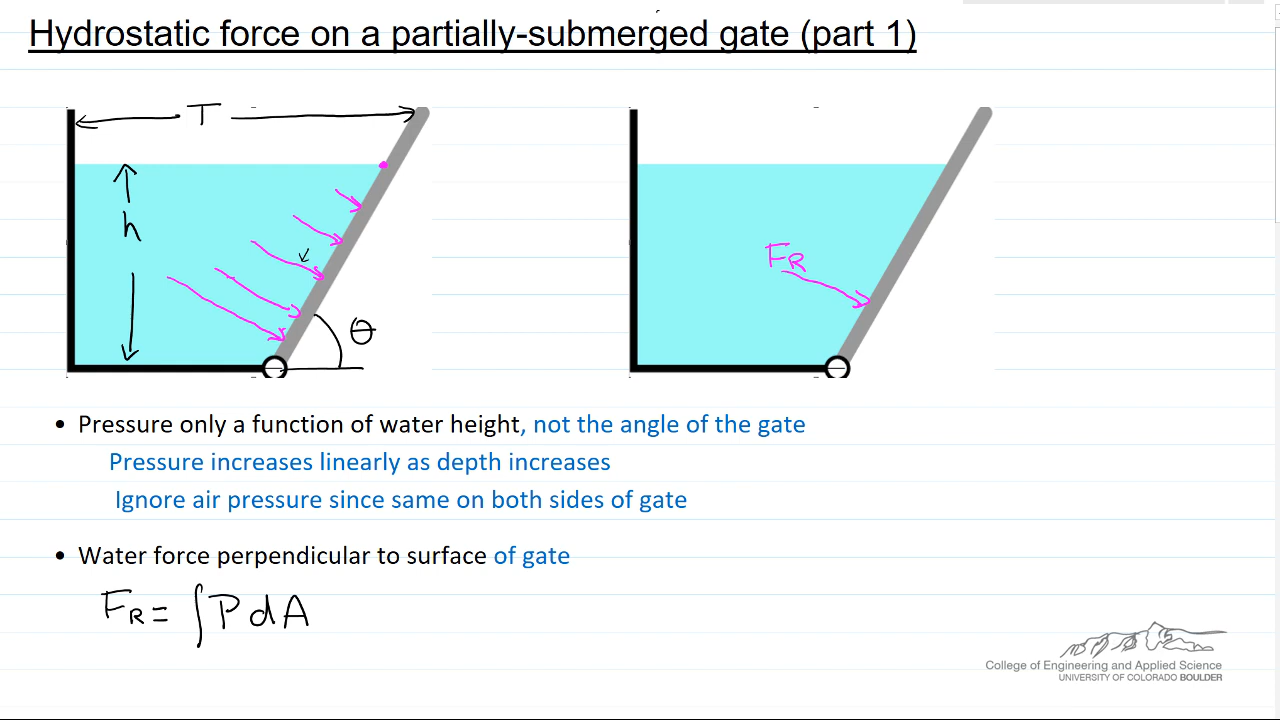 Hydrostatic force on a partially-submerged gate (part 1)
T
h
θ
F_R
• Pressure only a function of water height, not the angle of the gate
Pressure increases linearly as depth increases
Ignore air pressure since same on both sides of gate
• Water force perpendicular to surface of gate
F_R = ∫ P dA
College of Engineering and Applied Science
UNIVERSITY OF COLORADO BOULDER